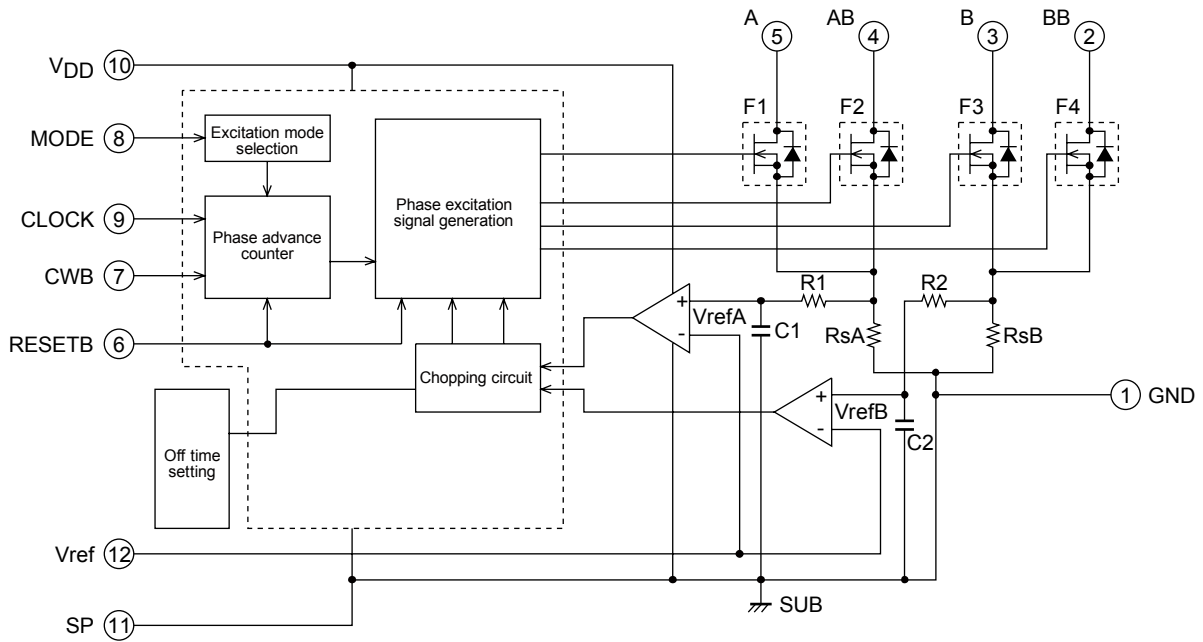 A
AB
B
BB
5
4
3
2
VDD 10
F1
F2
F3
F4
MODE 8
Excitation mode
selection
Phase excitation
signal generation
CLOCK 9
Phase advance
counter
CWB 7
R1
R2
+
VrefA
-
C1
RsA
RsB
RESETB 6
Chopping circuit
+
VrefB
-
C2
1 GND
Off time
setting
Vref 12
SUB
SP 11